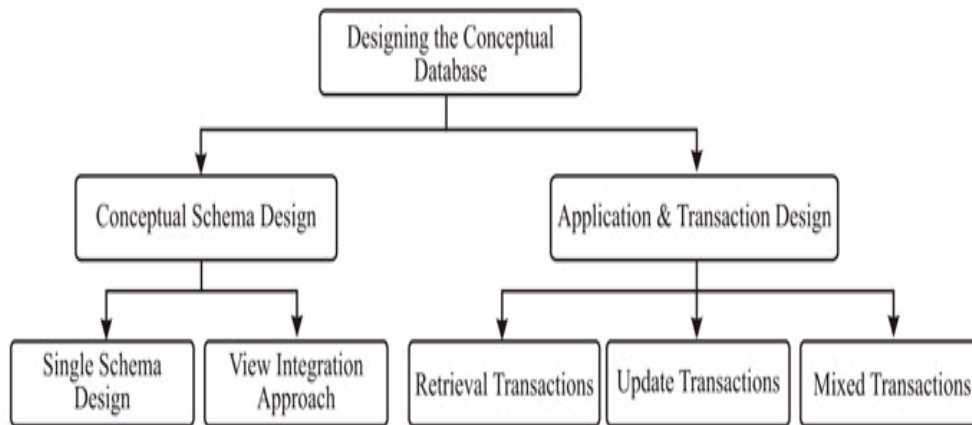 Designing the Conceptual
Database
Conceptual Schema Design
Application & Transaction Design
Single Schema
Design
View Integration
Approach
Retrieval Transactions
Update Transactions
Mixed Transactions